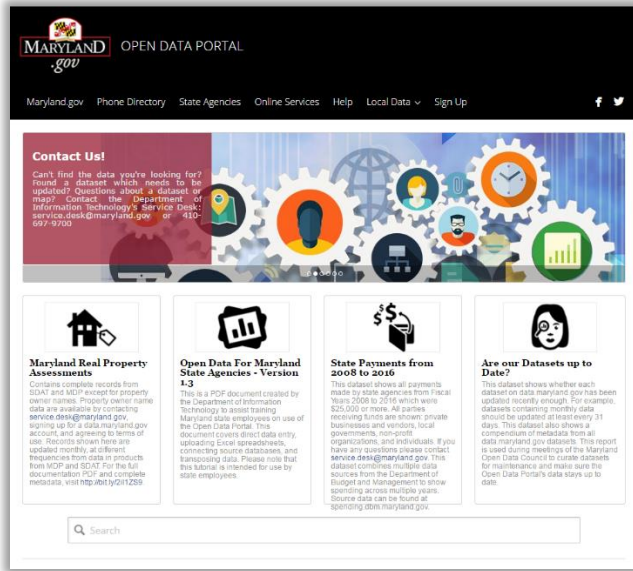 MARYLAND
.gov
OPEN DATA PORTAL
Maryland.gov Phone Directory State Agencies Online Services Help Local Data Sign Up
Contact Us!
Can't find the data you're looking for?
Found a dataset which needs to be
updated? Questions about a dataset or
map? Contact the Department of
Information Technology's Service Desk:
service.desk@maryland.gov 410-
697-9700
Maryland Real Property
Assessments
Contains complete records from
SDAT and MDP except for property
owner names. Property owner name
data are available by contacting
service.desk@maryland.gov,
signing up for a data.maryland.gov
account, and agreeing to terms of
use. Records shown here are
updated monthly, at different
frequencies from data in products
from MDP and SDAT. For the full
documentation PDF and complete
metadata, visit http://bit.ly/2iI1ZS9.
Open Data For Maryland
State Agencies - Version
1.3
This is a PDF document created by
the Department of Information
Technology to assist training
Maryland state employees on use of
the Open Data Portal. This
document covers direct data entry,
uploading Excel spreadsheets,
connecting source databases, and
transposing data. Please note that
this tutorial is intended for use by
state employees.
State Payments from
2008 to 2016
This dataset shows all payments
made by state agencies from Fiscal
Years 2008 to 2016 which were
$25,000 or more. All parties
receiving funds are shown: private
businesses and vendors, local
governments, non-profit
organizations, and individuals. If you
have any questions please contact
service.desk@maryland.gov. This
dataset combines multiple data
sources from the Department of
Budget and Management to show
spending across multiple years.
Source data can be found at
spending.dbm.maryland.gov.
Are our Datasets up to
Date?
This dataset shows whether each
dataset on data.maryland.gov has been
updated recently enough. For example,
datasets containing monthly data
should be updated at least every 31
days. This dataset also shows a
compendium of metadata from all
data.maryland.gov datasets. This report
is used during meetings of the Maryland
Open Data Council to curate datasets
for maintenance and make sure the
Open Data Portal's data stays up to
date.
Search